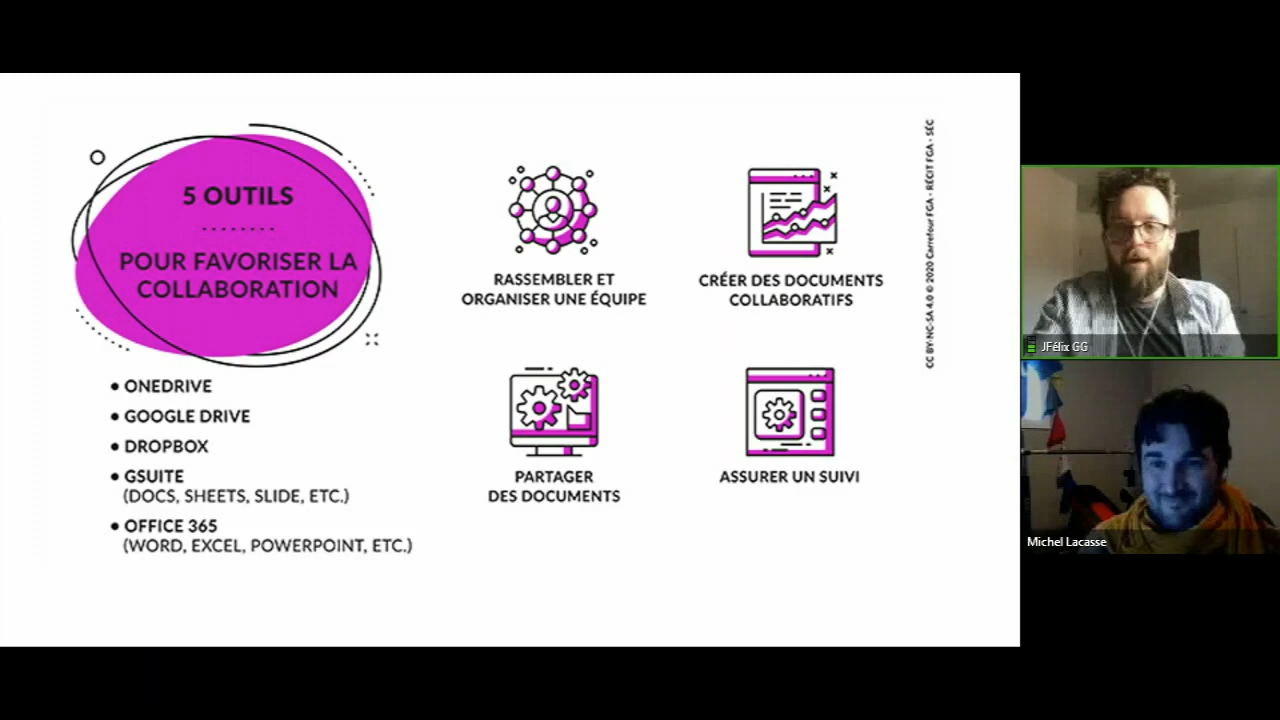 5 OUTILS
POUR FAVORISER LA
COLLABORATION
• ONEDRIVE
• GOOGLE DRIVE
• DROPBOX
• GSUITE
(DOCS, SHEETS, SLIDE, ETC.)
• OFFICE 365
(WORD, EXCEL, POWERPOINT, ETC.)
RASSEMBLER ET
ORGANISER UNE ÉQUIPE
CRÉER DES DOCUMENTS
COLLABORATIFS
PARTAGER
DES DOCUMENTS
ASSURER UN SUIVI
CC BY-NC-SA 4.0 © 2020 Carrefour FGA - RÉCIT FGA - SÉC
JFélix GG
Michel Lacasse